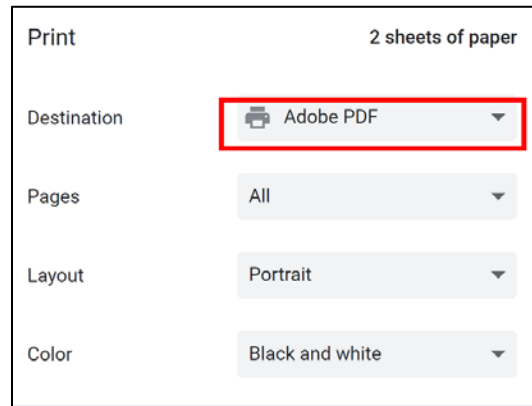 Print 2 sheets of paper
Destination Adobe PDF
Pages All
Layout Portrait
Color Black and white